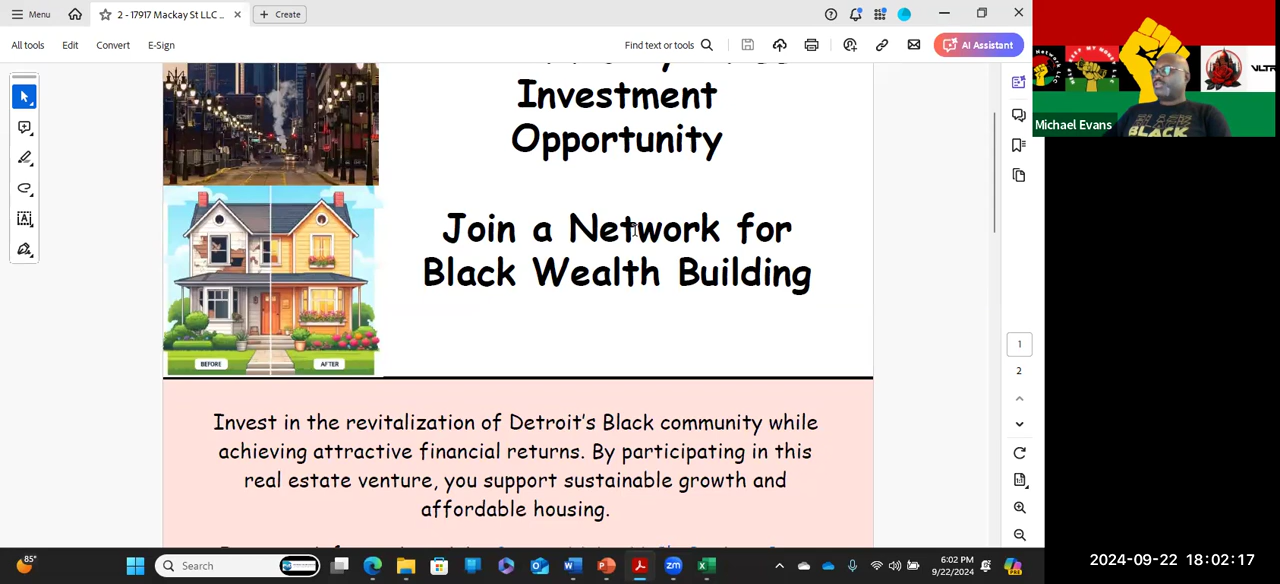 Menu
2 - 17917 Mackay St LLC ...
Create
All tools
Edit
Convert
E-Sign
Find text or tools
AI Assistant
Investment
Opportunity
Join a Network for
Black Wealth Building
BEFORE
AFTER
Invest in the revitalization of Detroit's Black community while
achieving attractive financial returns. By participating in this
real estate venture, you support sustainable growth and
affordable housing.
1
2
Michael Evans
BLACK
85°
Search
6:02 PM
9/22/2024
2024-09-22 18:02:17